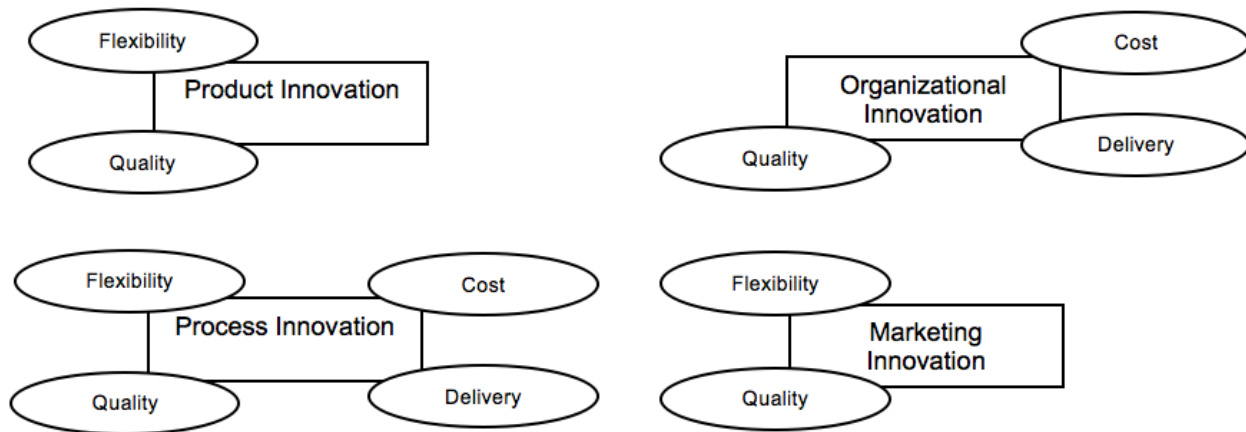 Flexibility
Product Innovation
Quality
Cost
Organizational
Innovation
Delivery
Quality
Flexibility
Cost
Process Innovation
Quality
Delivery
Flexibility
Marketing
Innovation
Quality